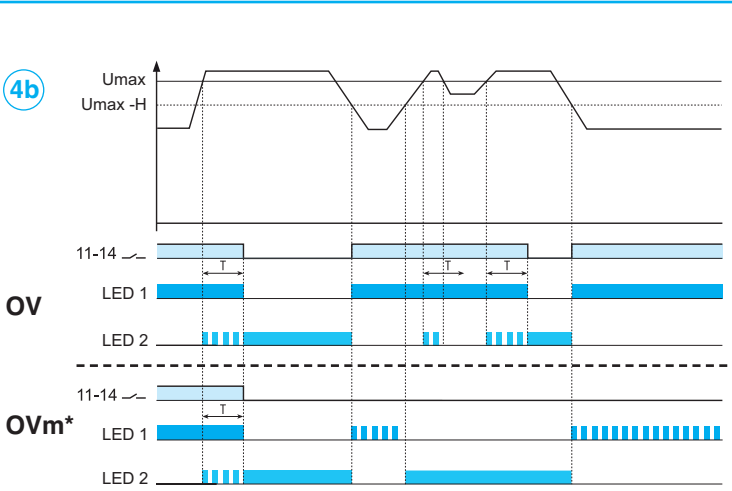 4b
Umax
Umax -H
11-14
T T T
LED 1
OV
LED 2
11-14
T
OVm*
LED 1
LED 2